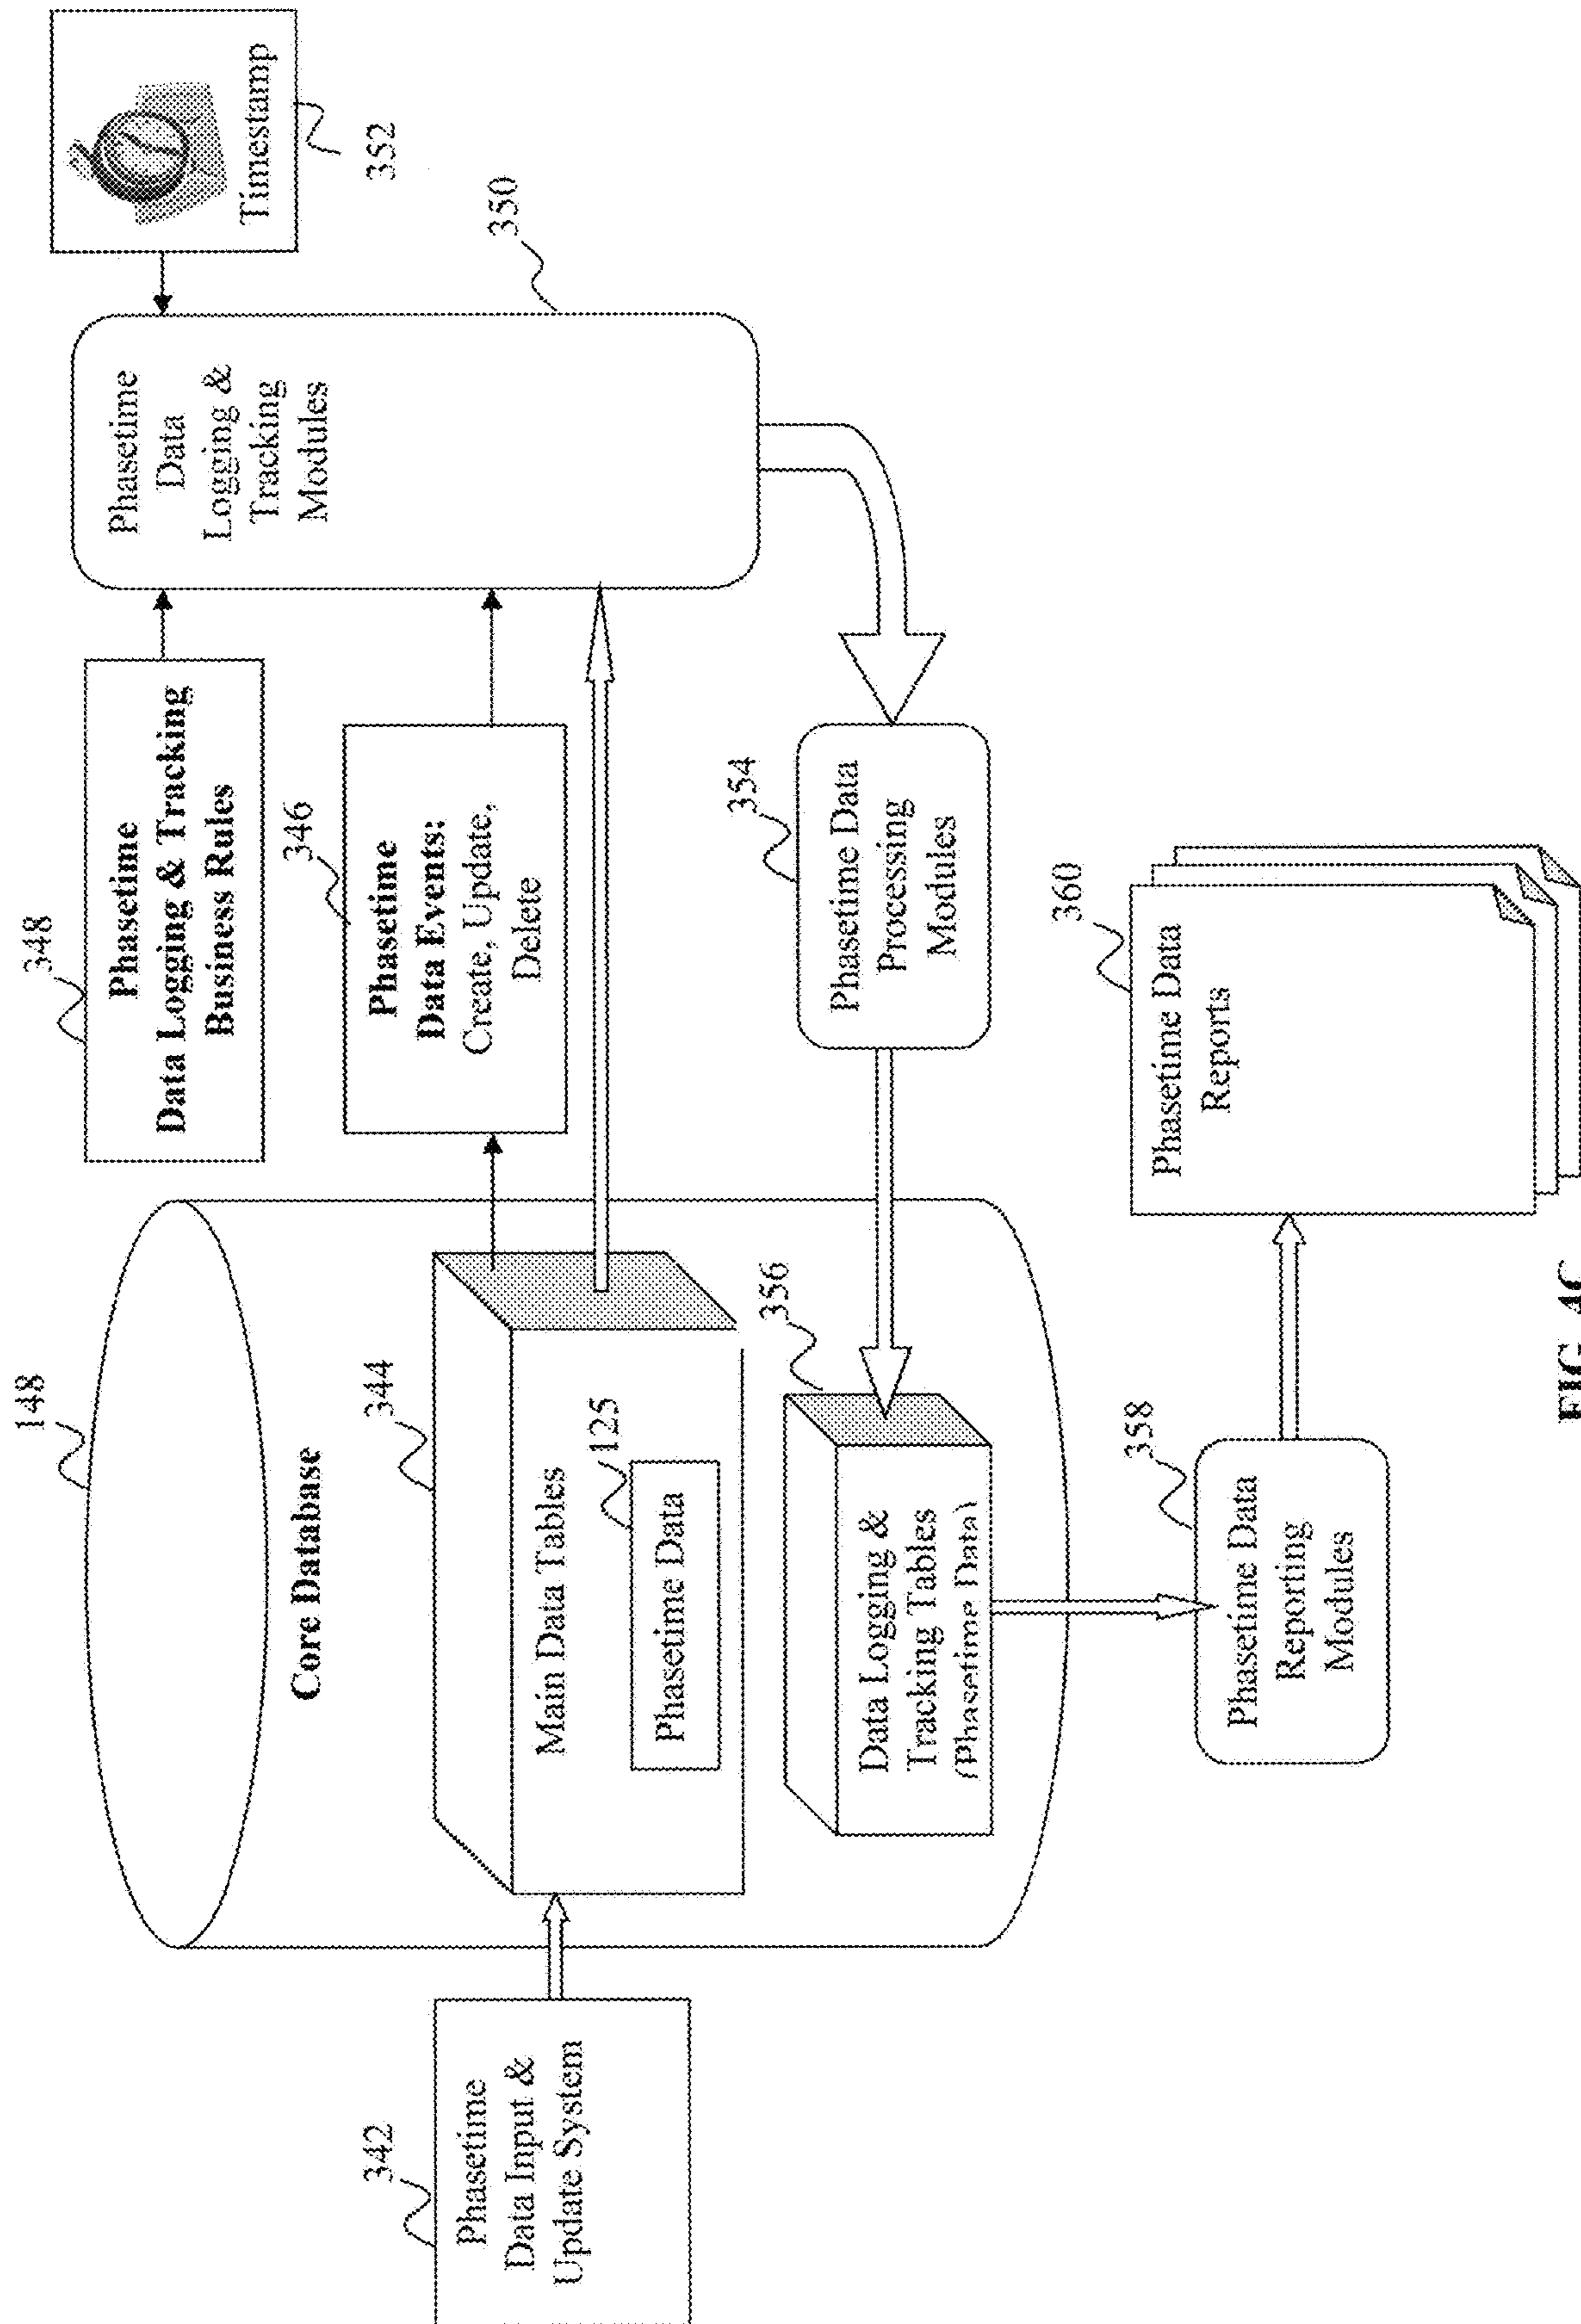 148
Core Database
342
Phasetime
Data Input &
Update System
344
Main Data Tables
125
Phasetime Data
356
Data Logging &
Tracking Tables
(Phasetime Data)
348
Phasetime
Data Logging & Tracking
Business Rules
346
Phasetime
Data Events:
Create, Update,
Delete
Phasetime
Data
Logging &
Tracking
Modules
350
Timestamp
352
354
Phasetime Data
Processing
Modules
358
Phasetime Data
Reporting
Modules
360
Phasetime Data
Reports
FIG. 4C